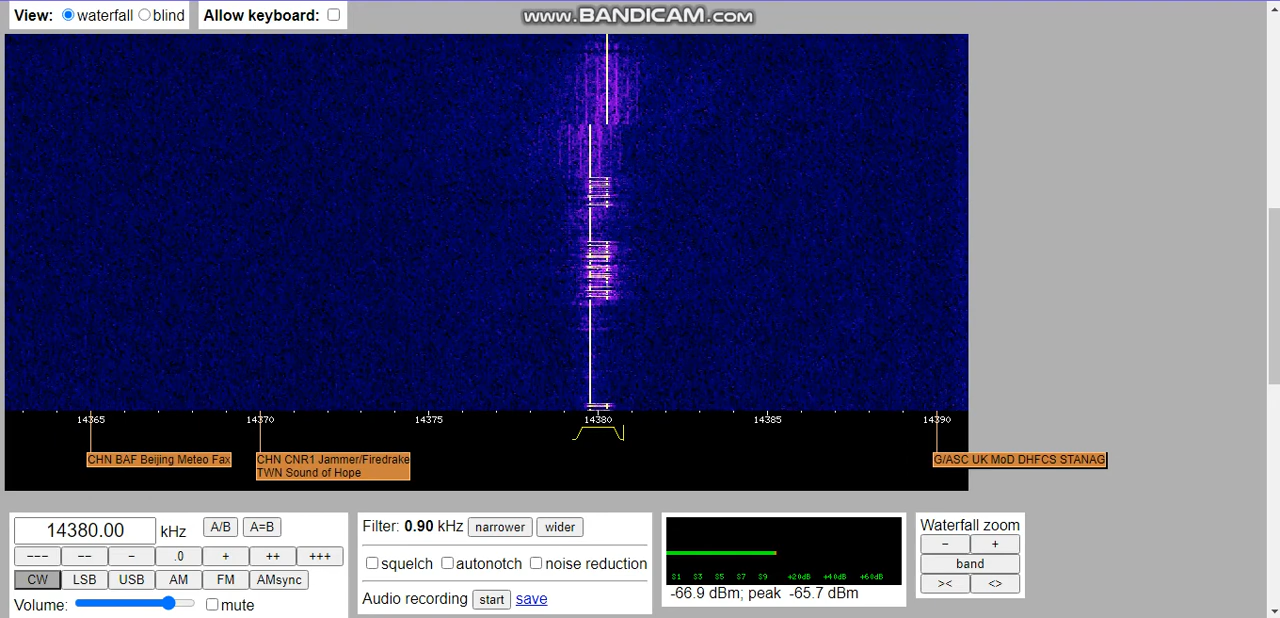 View: waterfall blind Allow keyboard:
www.BANDICAM.com
14365 14370 14375 14380 14385 14390
CHN BAF Beijing Meteo Fax
CHN CNR1 Jammer/Firedrake
TWN Sound of Hope
G/ASC UK MoD DHFCS STANAG
14380.00 kHz A/B A=B
--- -- - .0 + ++ +++
CW LSB USB AM FM AMsync
Volume: mute
Filter: 0.90 kHz narrower wider
squelch autonotch noise reduction
Audio recording start save
S1 S3 S5 S7 S9 +20dB +40dB +60dB
-66.9 dBm; peak -65.7 dBm
Waterfall zoom
- +
band
>< <>